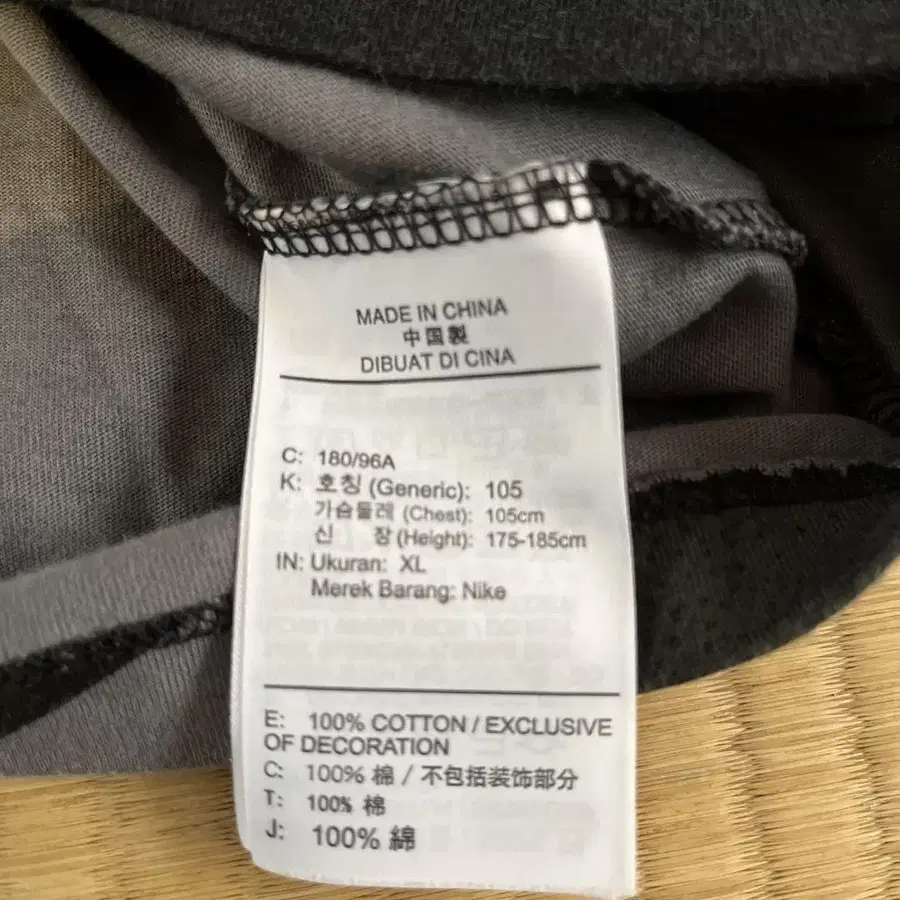 MADE IN CHINA
中国製
DIBUAT DI CINA
C: 180/96A
K: 호칭 (Generic): 105
가슴둘레 (Chest): 105cm
신 장 (Height): 175-185cm
IN: Ukuran: XL
Merek Barang: Nike
E: 100% COTTON / EXCLUSIVE
OF DECORATION
C: 100% 棉 / 不包括装饰部分
T: 100% 棉
J: 100% 綿